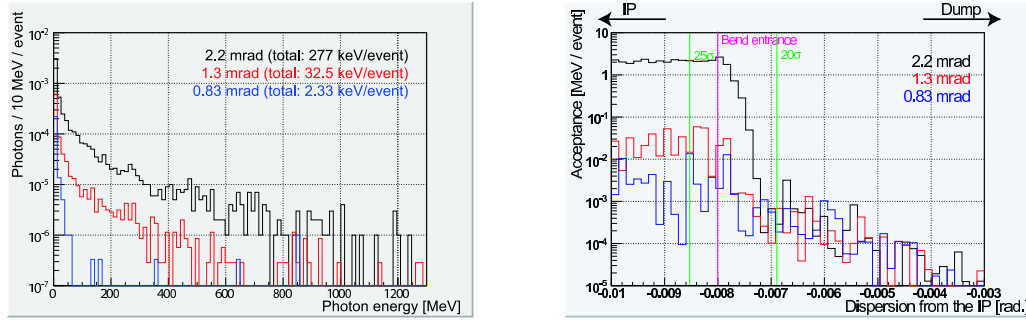 10-2
10-3
10-4
10-5
10-6
10-7
Photons / 10 MeV / event
2.2 mrad (total: 277 keV/event)
1.3 mrad (total: 32.5 keV/event)
0.83 mrad (total: 2.33 keV/event)
0 200 400 600 800 1000 1200
Photon energy [MeV]
IP Dump
10
1
10-1
10-2
10-3
10-4
10-5
Acceptance [MeV / event]
Bend entrance
25σ 20σ
2.2 mrad
1.3 mrad
0.83 mrad
-0.01 -0.009 -0.008 -0.007 -0.006 -0.005 -0.004 -0.003
Dispersion from the IP [rad.]